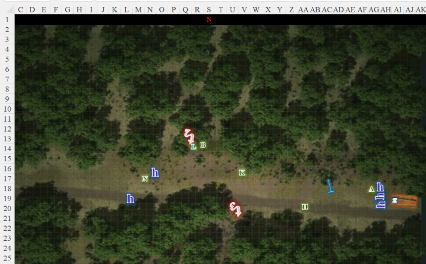 C D E F G H I J K L M N O P Q R S T U V W X Y Z AA AB AC AD AE AF AG AH AI AJ AK
1 N
2
3
4
5
6
7
8
9
10
11
12
13
14 L B
15
16 h K
17 N
18 A h
19 h h
20 H h
21
22
23
24
25